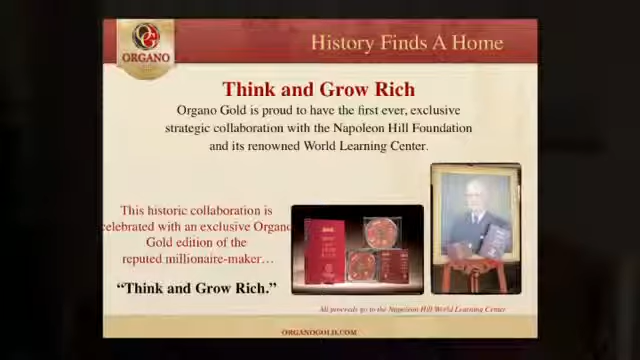 OG
ORGANO
History Finds A Home
Think and Grow Rich
Organo Gold is proud to have the first ever, exclusive
strategic collaboration with the Napoleon Hill Foundation
and its renowned World Learning Center.
This historic collaboration is
celebrated with an exclusive Organo
Gold edition of the
reputed millionaire-maker…
“Think and Grow Rich.”
All proceeds go to the Napoleon Hill World Learning Center
ORGANOGOLD.COM